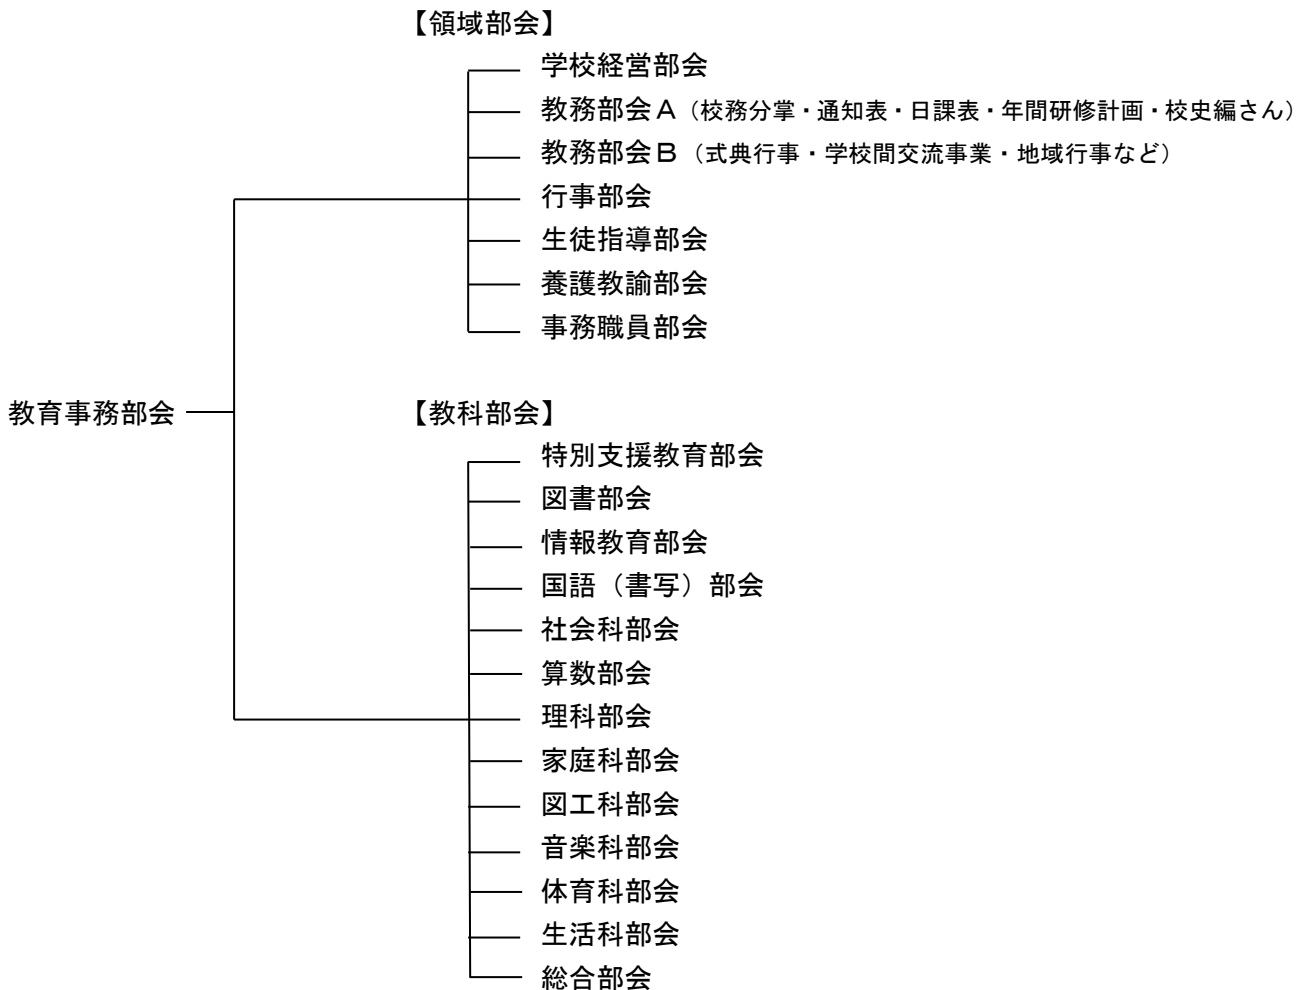 【領域部会】
学校経営部会
教務部会A（校務分掌・通知表・日課表・年間研修計画・校史編さん）
教務部会B（式典行事・学校間交流事業・地域行事など）
行事部会
生徒指導部会
養護教諭部会
事務職員部会
教育事務部会
【教科部会】
特別支援教育部会
図書部会
情報教育部会
国語（書写）部会
社会科部会
算数部会
理科部会
家庭科部会
図工科部会
音楽科部会
体育科部会
生活科部会
総合部会